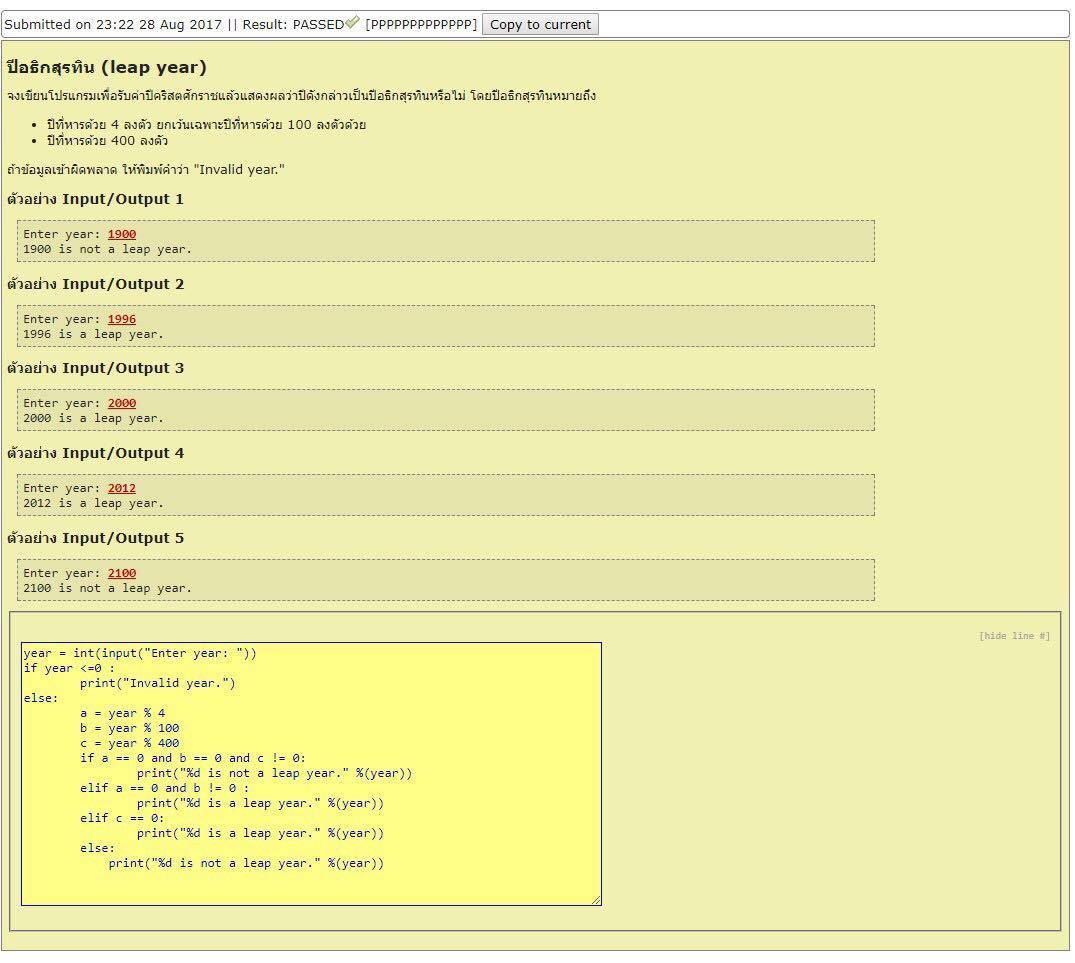 Submitted on 23:22 28 Aug 2017 || Result: PASSED [PPPPPPPPPPPPP] Copy to current
ปีอธิกสุรทิน (leap year)
จงเขียนโปรแกรมเพื่อรับค่าปีคริสตศักราชแล้วแสดงผลว่าปีดังกล่าวเป็นปีอธิกสุรทินหรือไม่ โดยปีอธิกสุรทินหมายถึง
• ปีที่หารด้วย 4 ลงตัว ยกเว้นเฉพาะปีที่หารด้วย 100 ลงตัวด้วย
• ปีที่หารด้วย 400 ลงตัว
ถ้าข้อมูลเข้าผิดพลาด ให้พิมพ์คำว่า "Invalid year."
ตัวอย่าง Input/Output 1
Enter year: 1900
1900 is not a leap year.
ตัวอย่าง Input/Output 2
Enter year: 1996
1996 is a leap year.
ตัวอย่าง Input/Output 3
Enter year: 2000
2000 is a leap year.
ตัวอย่าง Input/Output 4
Enter year: 2012
2012 is a leap year.
ตัวอย่าง Input/Output 5
Enter year: 2100
2100 is not a leap year.
[hide line #]
year = int(input("Enter year: "))
if year <=0 :
        print("Invalid year.")
else:
        a = year % 4
        b = year % 100
        c = year % 400
        if a == 0 and b == 0 and c != 0:
                print("%d is not a leap year." %(year))
        elif a == 0 and b != 0 :
                print("%d is a leap year." %(year))
        elif c == 0:
                print("%d is a leap year." %(year))
        else:
            print("%d is not a leap year." %(year))